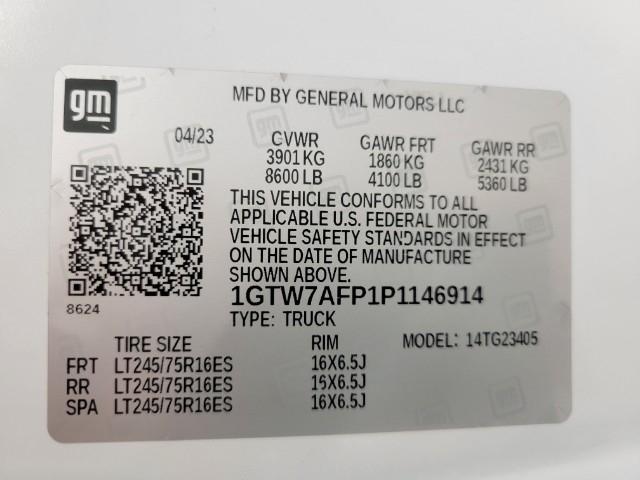 gm
MFD BY GENERAL MOTORS LLC
04/23 CVWR GAWR FRT GAWR RR
3901 KG 1860 KG 2431 KG
8600 LB 4100 LB 5360 LB
THIS VEHICLE CONFORMS TO ALL
APPLICABLE U.S. FEDERAL MOTOR
VEHICLE SAFETY STANDARDS IN EFFECT
ON THE DATE OF MANUFACTURE
SHOWN ABOVE.
8624
1GTW7AFP1P1146914
TYPE: TRUCK
TIRE SIZE RIM MODEL: 14TG23405
FRT LT245/75R16ES 16X6.5J
RR LT245/75R16ES 16X6.5J
SPA LT245/75R16ES 16X6.5J